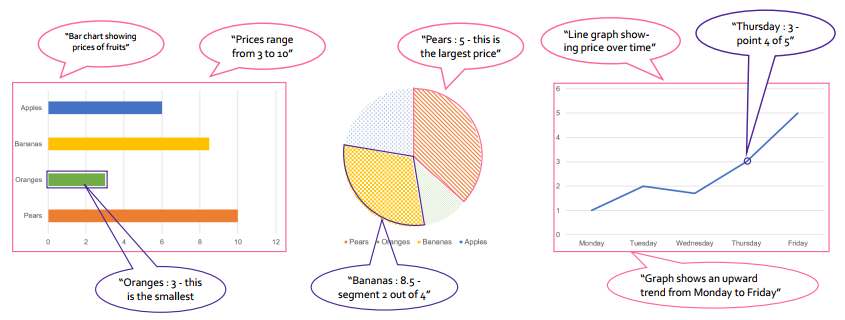 “Bar chart showing
prices of fruits”
“Prices range
from 3 to 10”
“Pears : 5 - this is
the largest price”
“Line graph show-
ing price over time”
“Thursday : 3 -
point 4 of 5”
Apples
Bananas
Oranges
Pears
0 2 4 6 8 10 12
Pears Oranges Bananas Apples
6
5
4
3
2
1
0
Monday Tuesday Wednesday Thursday Friday
“Oranges : 3 - this
is the smallest
“Bananas : 8.5 -
segment 2 out of 4”
“Graph shows an upward
trend from Monday to Friday”